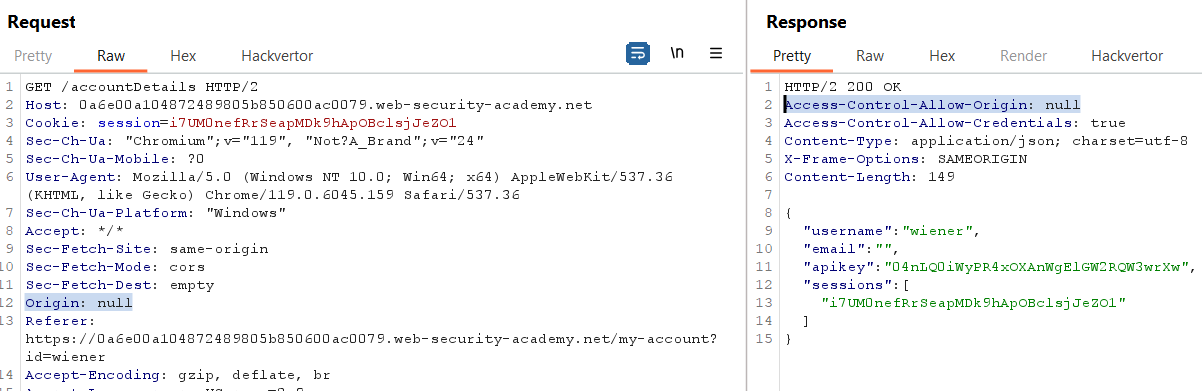 Request
Pretty Raw Hex Hackvertor \n
1 GET /accountDetails HTTP/2
2 Host: 0a6e00a104872489805b850600ac0079.web-security-academy.net
3 Cookie: session=i7UM0nefRrSeapMDk9hApOBclsjJeZOl
4 Sec-Ch-Ua: "Chromium";v="119", "Not?A_Brand";v="24"
5 Sec-Ch-Ua-Mobile: ?0
6 User-Agent: Mozilla/5.0 (Windows NT 10.0; Win64; x64) AppleWebKit/537.36
(KHTML, like Gecko) Chrome/119.0.6045.159 Safari/537.36
7 Sec-Ch-Ua-Platform: "Windows"
8 Accept: */*
9 Sec-Fetch-Site: same-origin
10 Sec-Fetch-Mode: cors
11 Sec-Fetch-Dest: empty
12 Origin: null
13 Referer:
https://0a6e00a104872489805b850600ac0079.web-security-academy.net/my-account?
id=wiener
14 Accept-Encoding: gzip, deflate, br
Response
Pretty Raw Hex Render Hackvertor
1 HTTP/2 200 OK
2 Access-Control-Allow-Origin: null
3 Access-Control-Allow-Credentials: true
4 Content-Type: application/json; charset=utf-8
5 X-Frame-Options: SAMEORIGIN
6 Content-Length: 149
7
8 {
9 "username":"wiener",
10 "email":"",
11 "apikey":"04nLQ0iWyPR4xOXAnWgElGW2RQW3wrXw",
12 "sessions":[
13 "i7UM0nefRrSeapMDk9hApOBclsjJeZOl"
14 ]
15 }